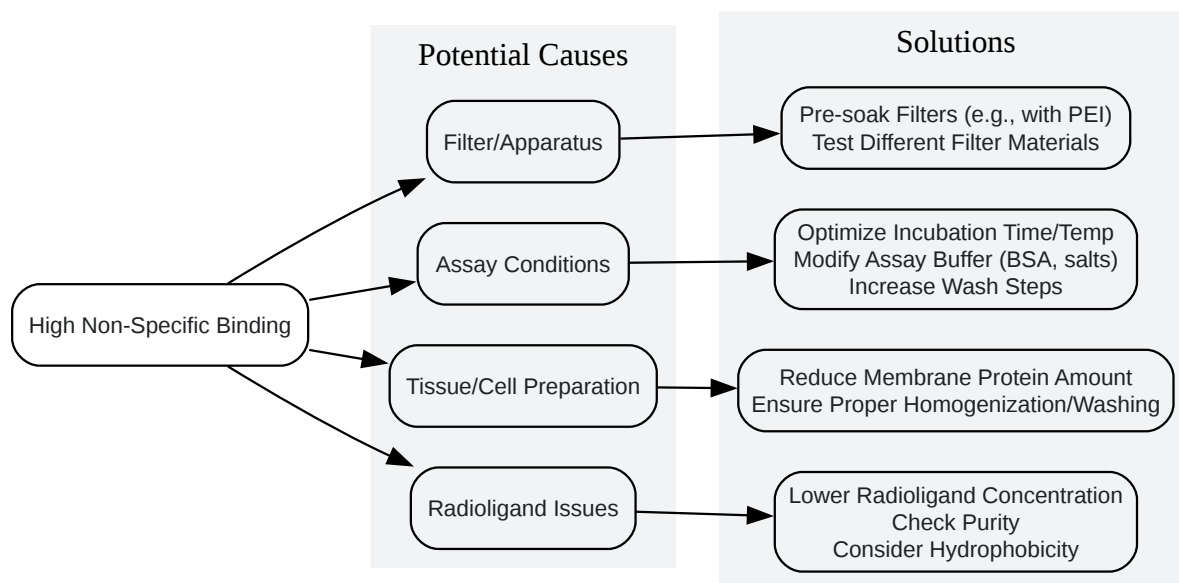 Potential Causes
Solutions
High Non-Specific Binding
Filter/Apparatus
Pre-soak Filters (e.g., with PEI)
Test Different Filter Materials
Assay Conditions
Optimize Incubation Time/Temp
Modify Assay Buffer (BSA, salts)
Increase Wash Steps
Tissue/Cell Preparation
Reduce Membrane Protein Amount
Ensure Proper Homogenization/Washing
Radioligand Issues
Lower Radioligand Concentration
Check Purity
Consider Hydrophobicity